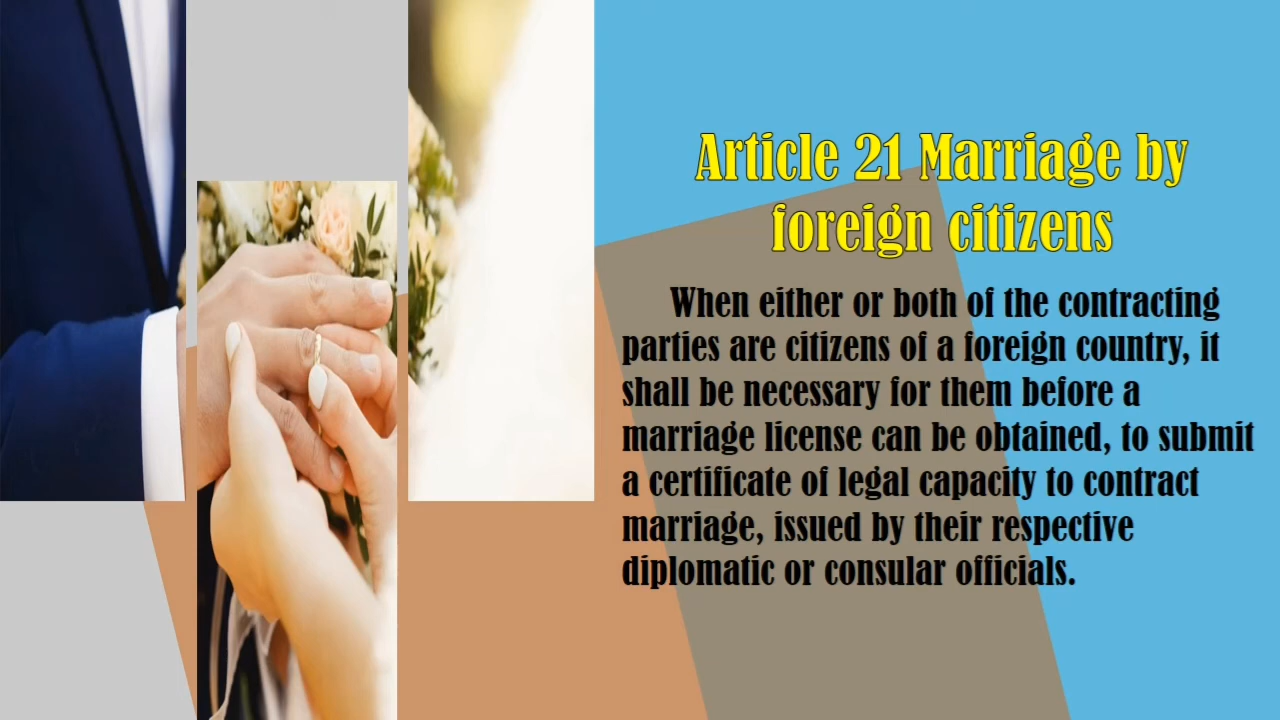 Article 21 Marriage by
foreign citizens
When either or both of the contracting
parties are citizens of a foreign country, it
shall be necessary for them before a
marriage license can be obtained, to submit
a certificate of legal capacity to contract
marriage, issued by their respective
diplomatic or consular officials.